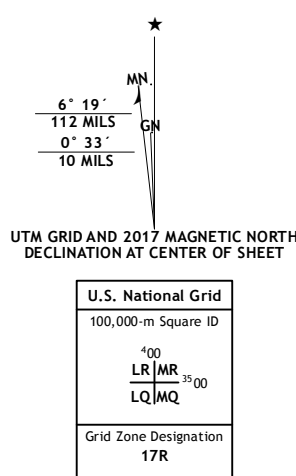 MN.
6° 19´
112 MILS
GN
0° 33´
10 MILS
UTM GRID AND 2017 MAGNETIC NORTH
DECLINATION AT CENTER OF SHEET
U.S. National Grid
100,000-m Square ID
400
LR MR
3500
LQ MQ
Grid Zone Designation
17R